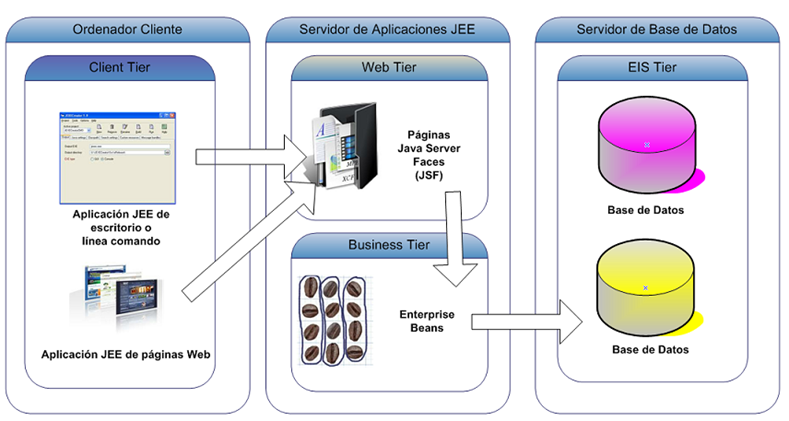 Ordenador Cliente
Client Tier
Aplicación JEE de
escritorio o
línea comando
Aplicación JEE de páginas Web
Servidor de Aplicaciones JEE
Web Tier
Páginas
Java Server
Faces
(JSF)
Business Tier
Enterprise
Beans
Servidor de Base de Datos
EIS Tier
Base de Datos
Base de Datos